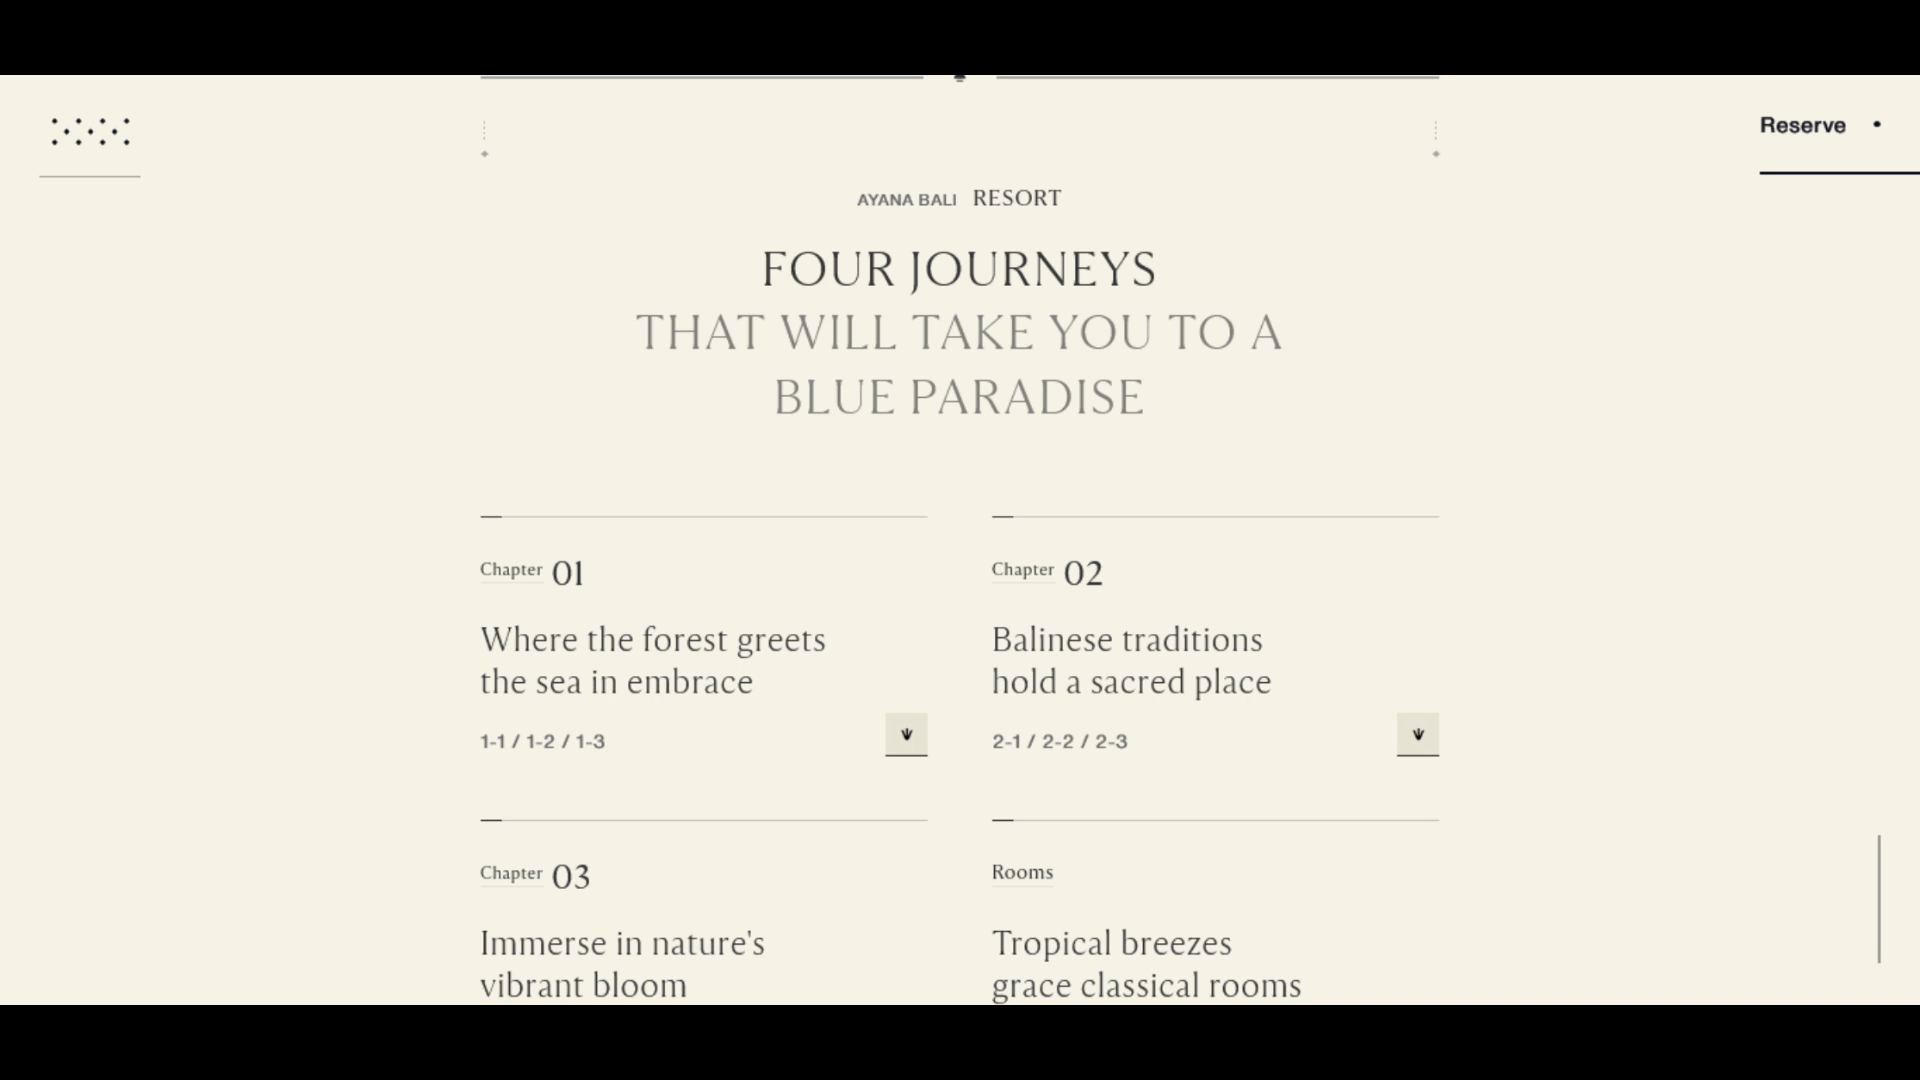 Reserve
AYANA BALI RESORT
FOUR JOURNEYS
THAT WILL TAKE YOU TO A
BLUE PARADISE
Chapter 01
Where the forest greets
the sea in embrace
1-1 / 1-2 / 1-3
Chapter 02
Balinese traditions
hold a sacred place
2-1 / 2-2 / 2-3
Chapter 03
Immerse in nature's
vibrant bloom
Rooms
Tropical breezes
grace classical rooms